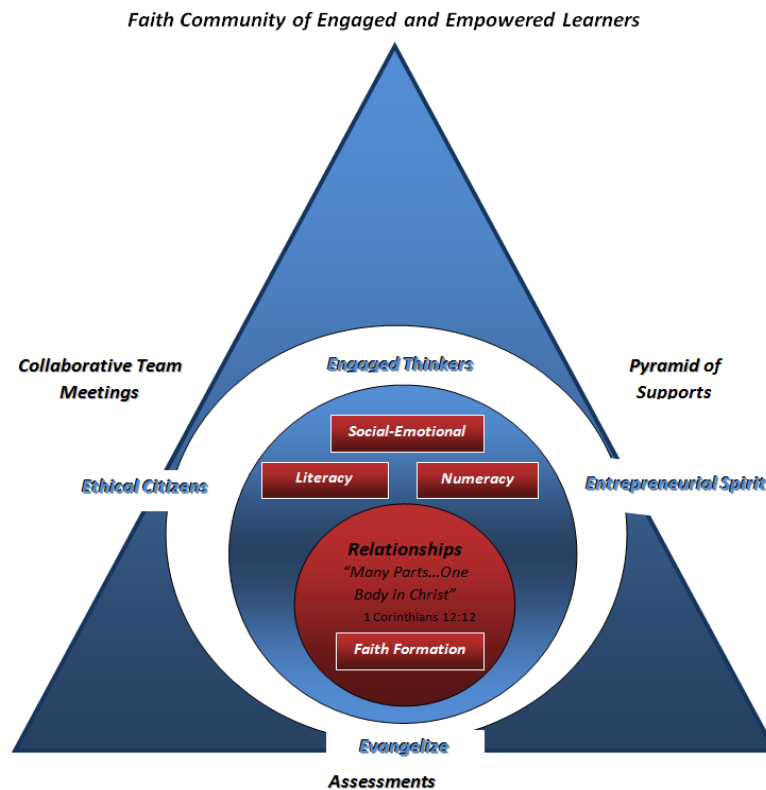 Faith Community of Engaged and Empowered Learners
Engaged Thinkers
Collaborative Team
Meetings
Pyramid of
Supports
Social-Emotional
Literacy
Numeracy
Ethical Citizens
Entrepreneurial Spirit
Relationships
“Many Parts...One
Body in Christ”
1 Corinthians 12:12
Faith Formation
Evangelize
Assessments